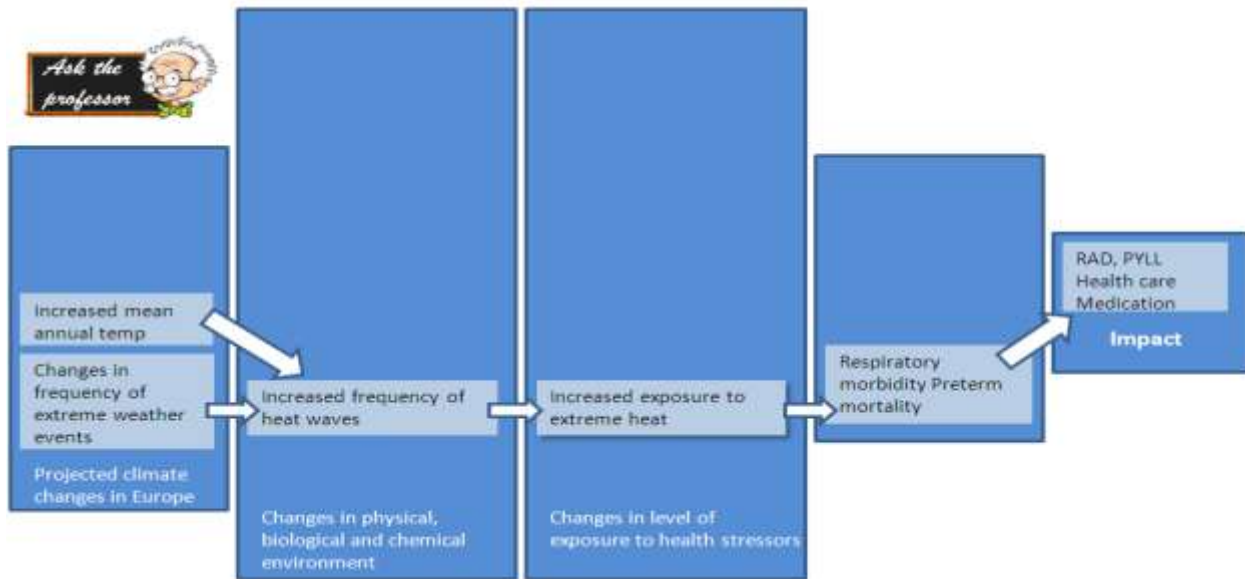 Ask the
professor
Increased mean
annual temp
Changes in
frequency of
extreme weather
events
Projected climate
changes in Europe
Increased frequency of
heat waves
Changes in physical,
biological and chemical
environment
Increased exposure to
extreme heat
Changes in level of
exposure to health stressors
Respiratory
morbidity Preterm
mortality
RAD, PYLL
Health care
Medication
Impact